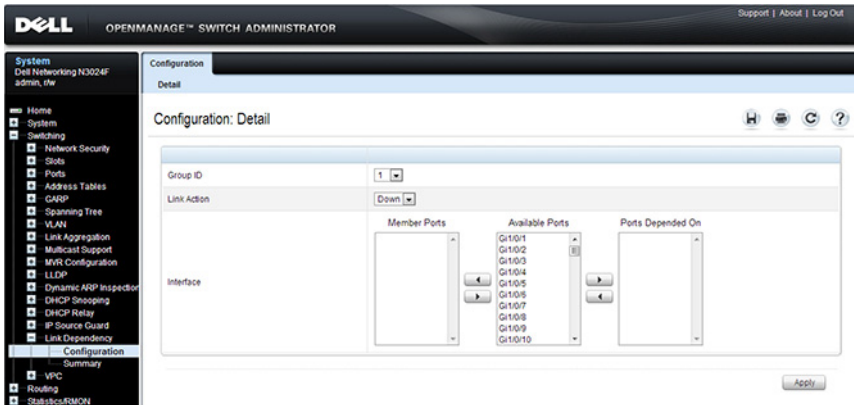 DELL OPENMANAGE™ SWITCH ADMINISTRATOR
Support | About | Log Out
System
Dell Networking N3024F
admin, r/w
Home
System
Switching
Network Security
Slots
Ports
Address Tables
GARP
Spanning Tree
VLAN
Link Aggregation
Multicast Support
MVR Configuration
LLDP
Dynamic ARP Inspection
DHCP Snooping
DHCP Relay
IP Source Guard
Link Dependency
Configuration
Summary
VPC
Routing
Statistics/RMON
Configuration
Detail
Configuration: Detail
Group ID
1
Link Action
Down
Interface
Member Ports
Available Ports
Gi1/0/1
Gi1/0/2
Gi1/0/3
Gi1/0/4
Gi1/0/5
Gi1/0/6
Gi1/0/7
Gi1/0/8
Gi1/0/9
Gi1/0/10
Ports Depended On
Apply